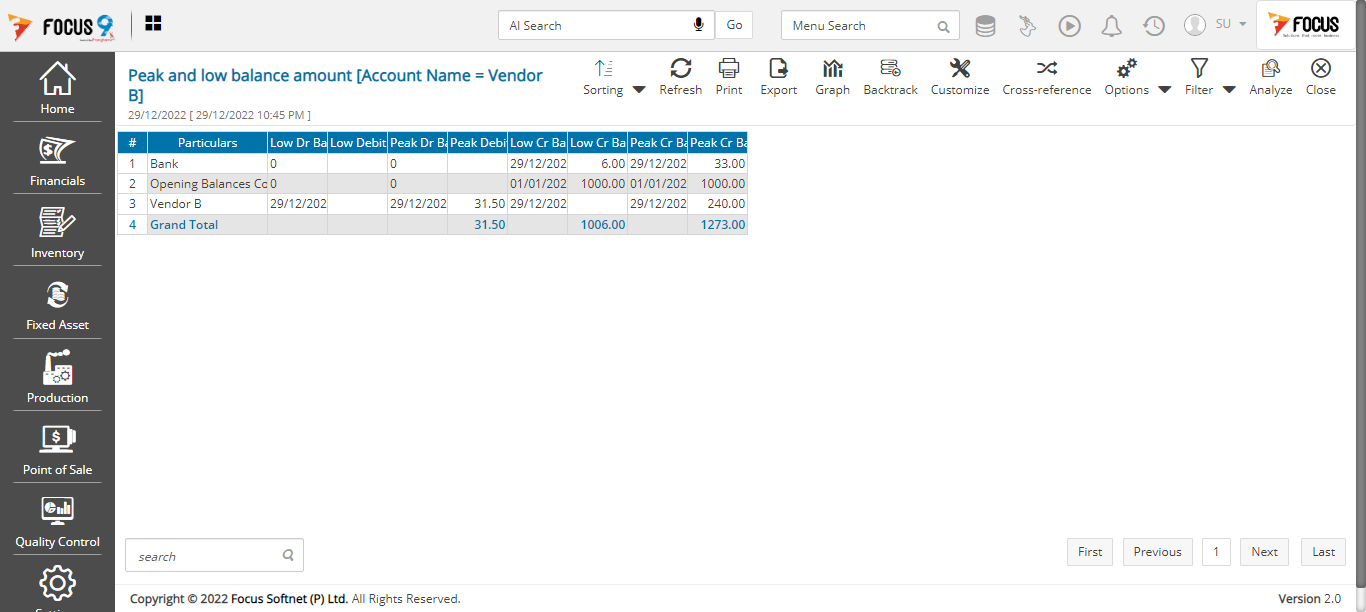 FOCUS 9
AI Search
Go
Menu Search
SU
FOCUS
Home
Financials
Inventory
Fixed Asset
Production
Point of Sale
Quality Control
Peak and low balance amount [Account Name = Vendor
B]
29/12/2022 [ 29/12/2022 10:45 PM ]
Sorting Refresh Print Export Graph Backtrack Customize Cross-reference Options Filter Analyze Close
# Particulars Low Dr Ba Low Debit Peak Dr Ba Peak Debi Low Cr Ba Low Cr Ba Peak Cr Ba Peak Cr Ba
1 Bank 0 0 29/12/202 6.00 29/12/202 33.00
2 Opening Balances Co 0 0 01/01/202 1000.00 01/01/202 1000.00
3 Vendor B 29/12/202 29/12/202 31.50 29/12/202 29/12/202 240.00
4 Grand Total 31.50 1006.00 1273.00
search
First Previous 1 Next Last
Copyright © 2022 Focus Softnet (P) Ltd. All Rights Reserved.
Version 2.0